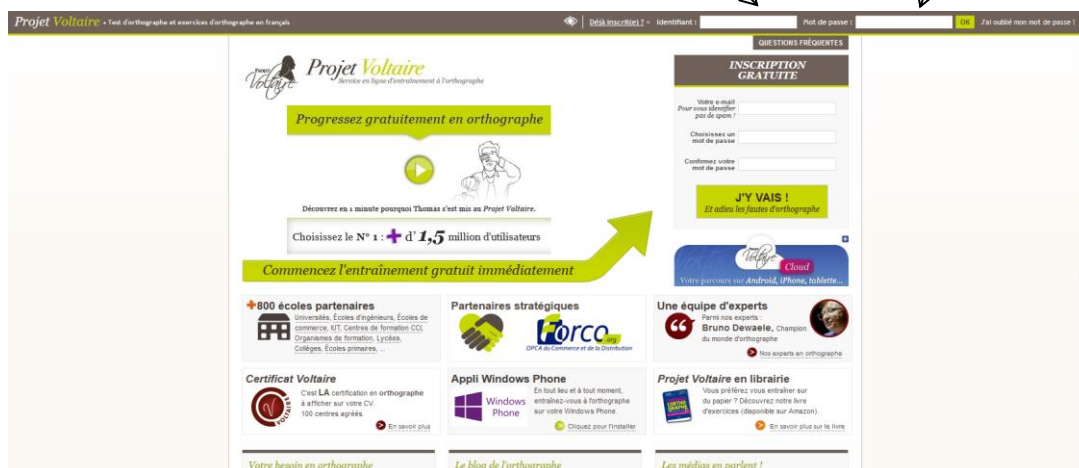 Projet Voltaire • Test d'orthographe et exercices d'orthographe en français
Déjà inscrit(e) ? > Identifiant : Mot de passe : OK J'ai oublié mon mot de passe !
QUESTIONS FRÉQUENTES
Projet Voltaire
Service en ligne d'entraînement à l'orthographe
Progressez gratuitement en orthographe
Découvrez en 1 minute pourquoi Thomas s'est mis au Projet Voltaire.
Choisissez le N° 1 : + d' 1,5 million d'utilisateurs
Commencez l'entraînement gratuit immédiatement
INSCRIPTION
GRATUITE
Votre e-mail
Pour vous identifier
pas de spam !
Choisissez un
mot de passe
Confirmez votre
mot de passe
J'Y VAIS !
Et adieu les fautes d'orthographe
Voltaire
Cloud
Votre parcours sur Android, iPhone, tablette...
+800 écoles partenaires
Universités, Écoles d'ingénieurs, Écoles de
commerce, IUT, Centres de formation CCI,
Organismes de formation, Lycées,
Collèges, Écoles primaires, ...
Partenaires stratégiques
Forco.org
OPCA du Commerce et de la Distribution
Une équipe d'experts
Parmi nos experts :
Bruno Dewaele, Champion
du monde d'orthographe
Nos experts en orthographe
Certificat Voltaire
VOLTAIRE
C'est LA certification en orthographe
à afficher sur votre CV.
100 centres agréés.
En savoir plus
Appli Windows Phone
Windows
Phone
En tout lieu et à tout moment,
entraînez-vous à l'orthographe
sur votre Windows Phone.
Cliquez pour l'installer
Projet Voltaire en librairie
Vous préférez vous entraîner sur
du papier ? Découvrez notre livre
d'exercices (disponible sur Amazon).
En savoir plus sur le livre
Votre besoin en orthographe
Le blog de l'orthographe
Les médias en parlent !